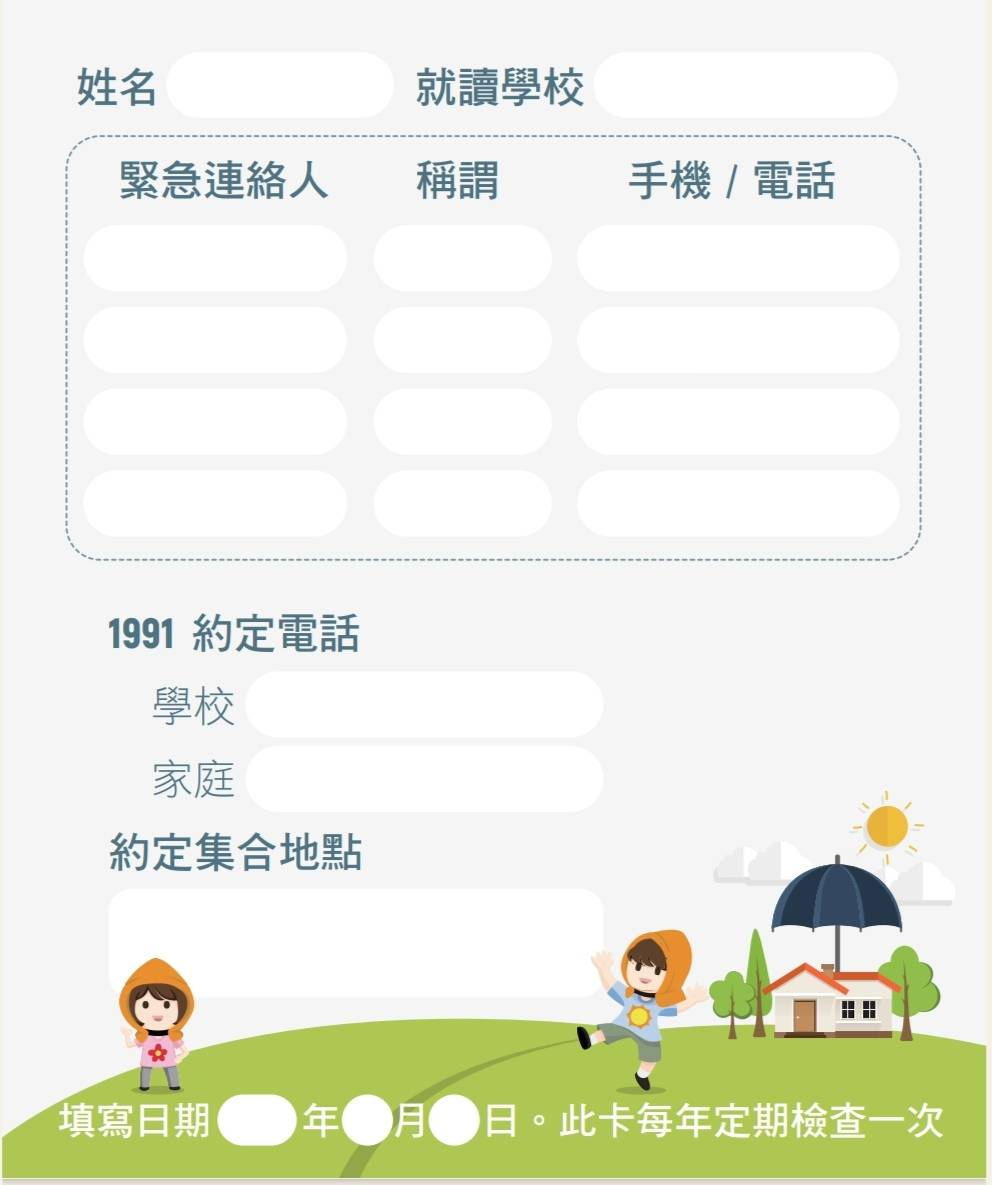 姓名 就讀學校
緊急連絡人 稱謂 手機 / 電話
1991 約定電話
學校
家庭
約定集合地點
填寫日期 年 月 日。此卡每年定期檢查一次